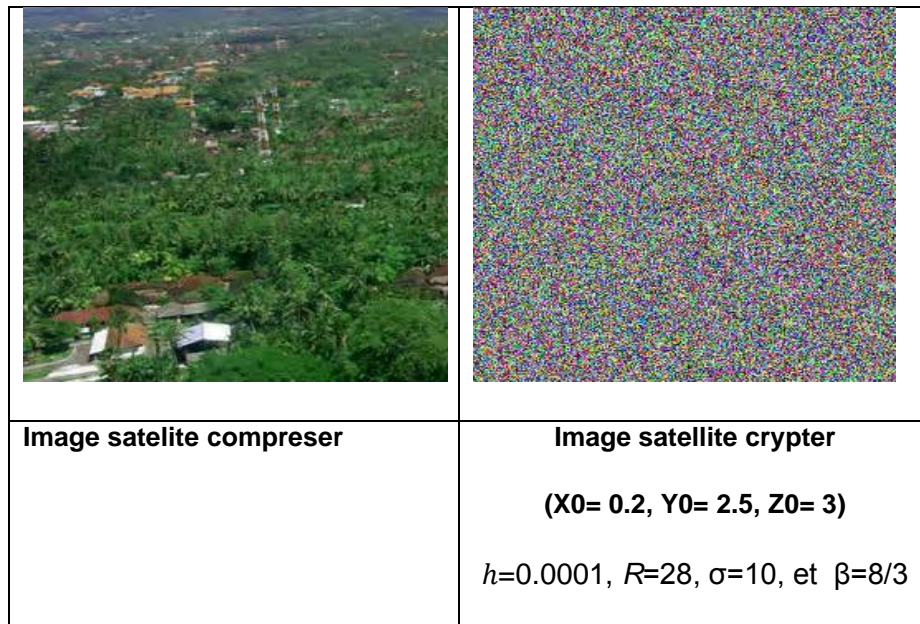 Image satelite compreser
Image satellite crypter
(X0= 0.2, Y0= 2.5, Z0= 3)
ℎ=0.0001, R=28, σ=10, et β=8/3